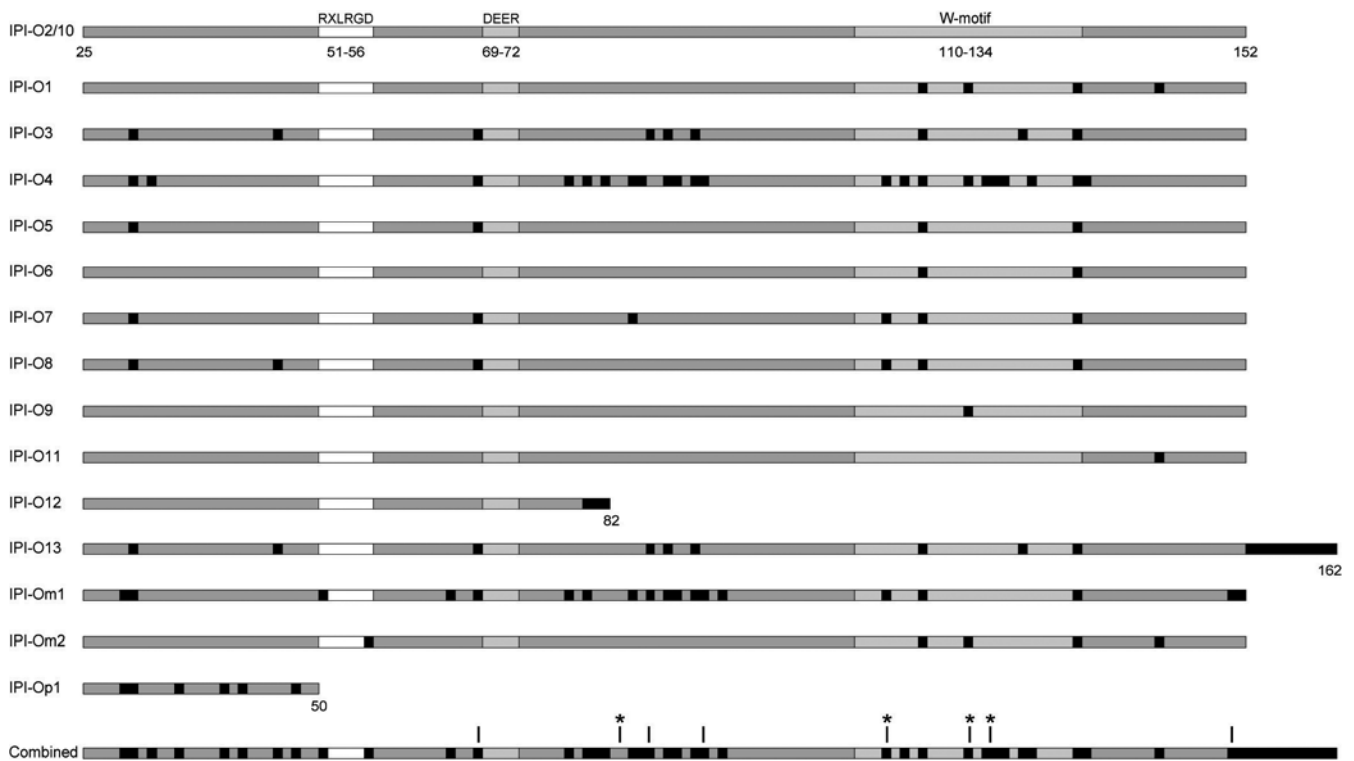 RXLRGD DEER W-motif
IPI-O2/10
25 51-56 69-72 110-134 152
IPI-O1
IPI-O3
IPI-O4
IPI-O5
IPI-O6
IPI-O7
IPI-O8
IPI-O9
IPI-O11
IPI-O12
82
IPI-O13
162
IPI-Om1
IPI-Om2
IPI-Op1
50
* * * *
Combined